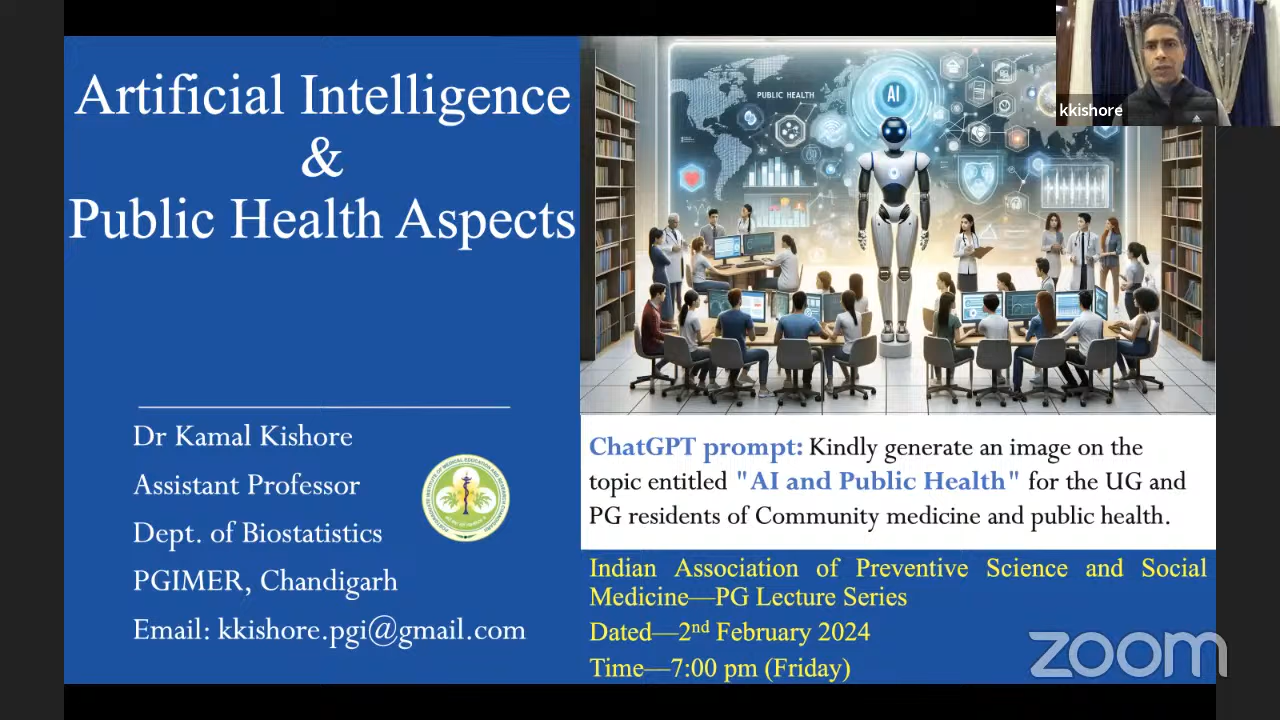 Artificial Intelligence
&
Public Health Aspects
Dr Kamal Kishore
Assistant Professor
Dept. of Biostatistics
PGIMER, Chandigarh
Email: kkishore.pgi@gmail.com
PUBLIC HEALTH
AI
kkishore
ChatGPT prompt: Kindly generate an image on the
topic entitled "AI and Public Health" for the UG and
PG residents of Community medicine and public health.
Indian Association of Preventive Science and Social
Medicine—PG Lecture Series
Dated—2nd February 2024
Time—7:00 pm (Friday)
zoom